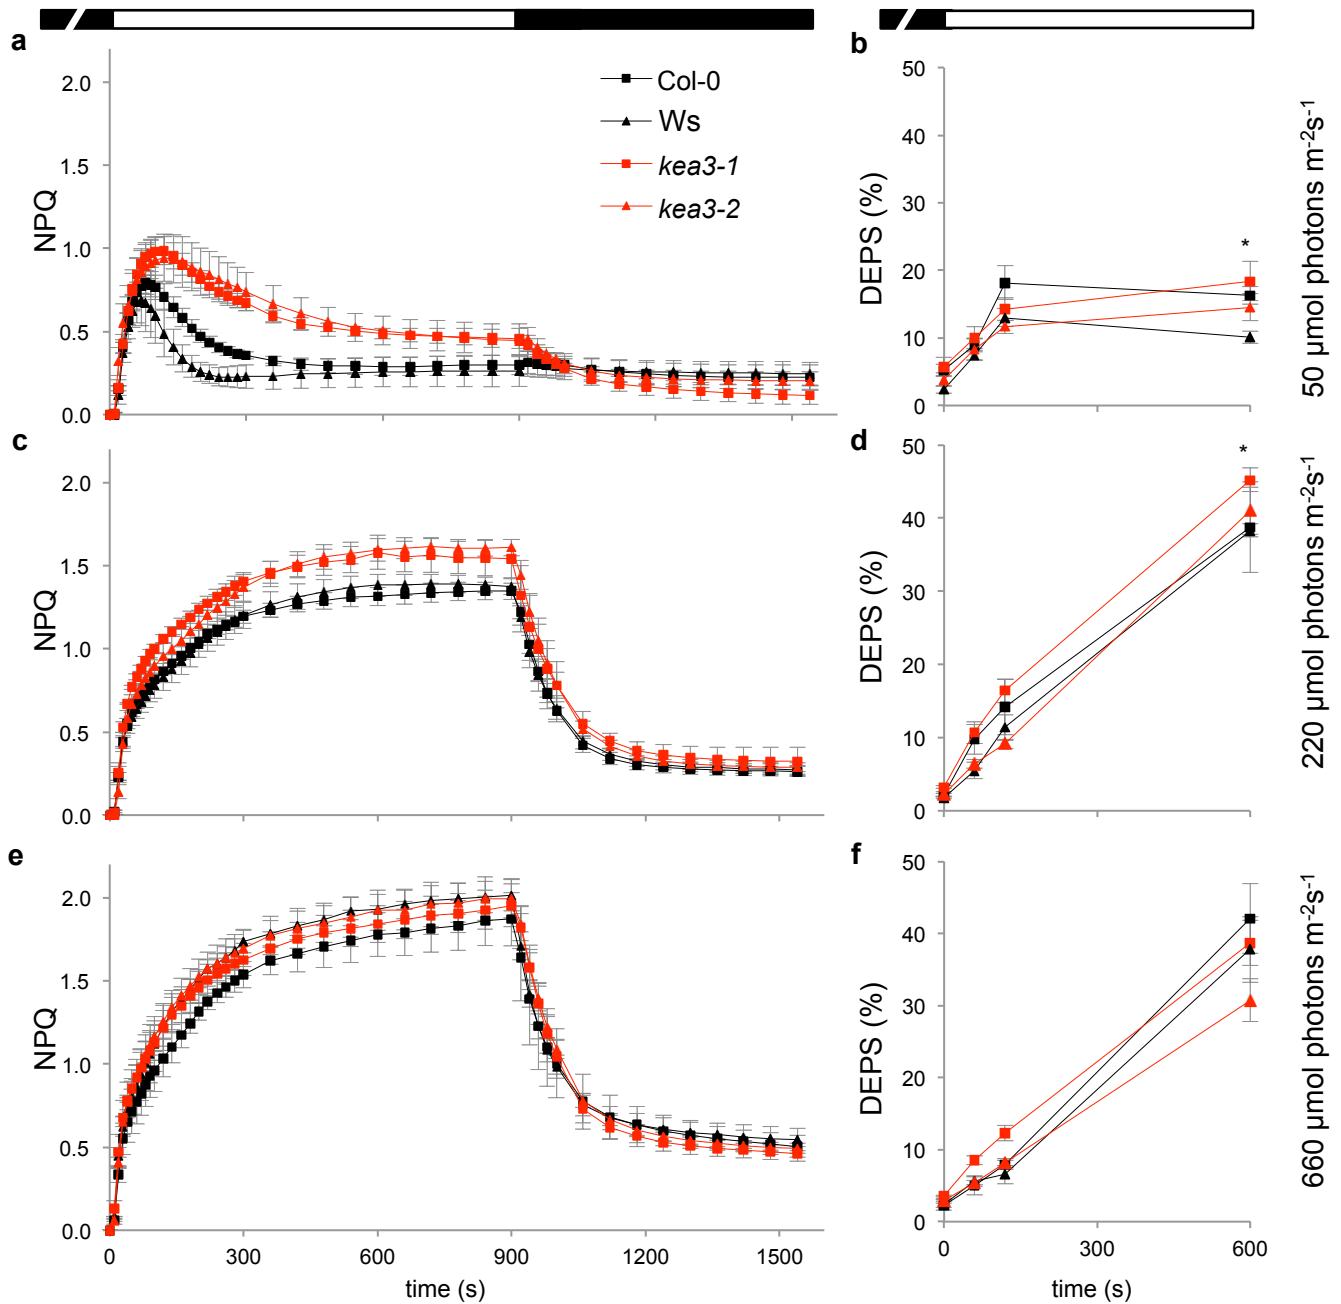 a
2.0
1.5
1.0
0.5
0.0
NPQ
Col-0
Ws
kea3-1
kea3-2
b
50
40
30
20
10
0
DEPS (%)
*
50 µmol photons m-2s-1
c
2.0
1.5
1.0
0.5
0.0
NPQ
d
50
40
30
20
10
0
DEPS (%)
*
220 µmol photons m-2s-1
e
2.0
1.5
1.0
0.5
0.0
NPQ
0 300 600 900 1200 1500
time (s)
f
50
40
30
20
10
0
DEPS (%)
0 300 600
time (s)
660 µmol photons m-2s-1